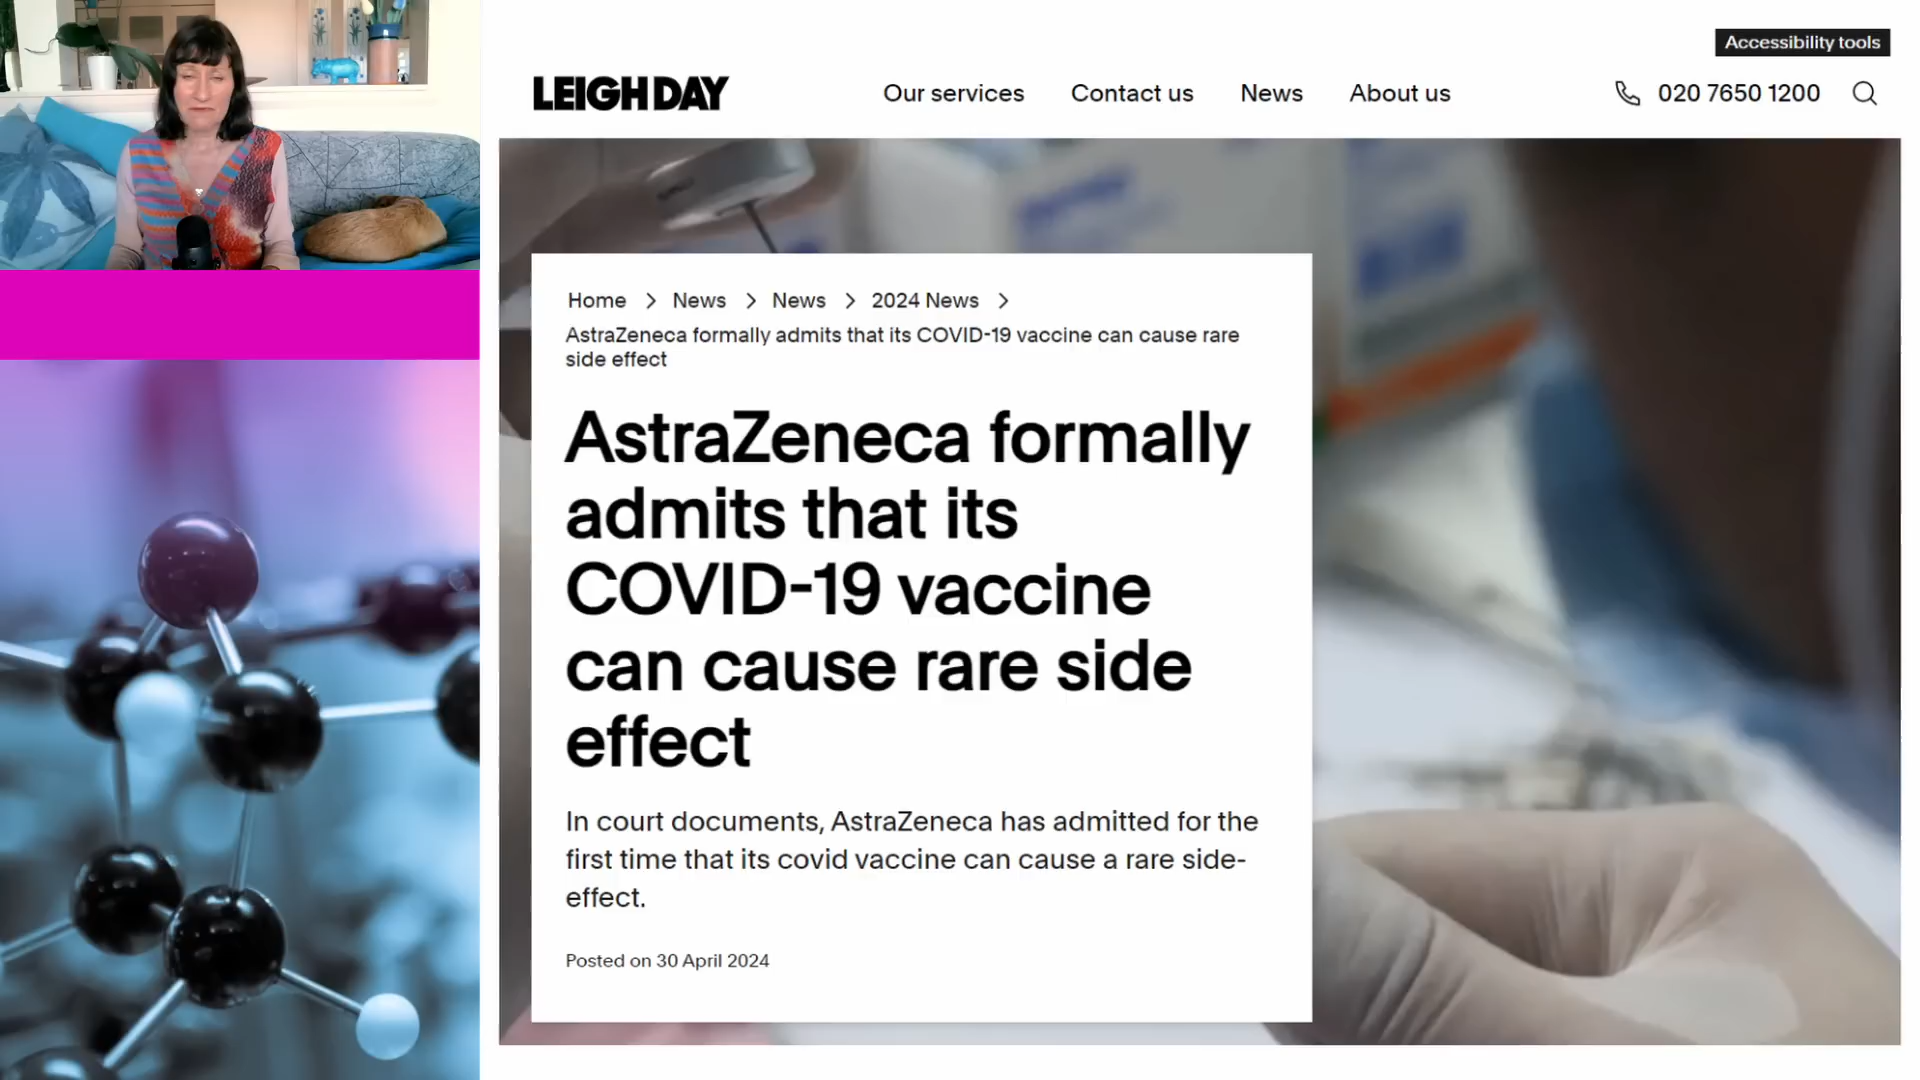 Accessibility tools
LEIGH DAY
Our services
Contact us
News
About us
020 7650 1200
Home > News > News > 2024 News >
AstraZeneca formally admits that its COVID-19 vaccine can cause rare
side effect
AstraZeneca formally
admits that its
COVID-19 vaccine
can cause rare side
effect
In court documents, AstraZeneca has admitted for the
first time that its covid vaccine can cause a rare side-
effect.
Posted on 30 April 2024